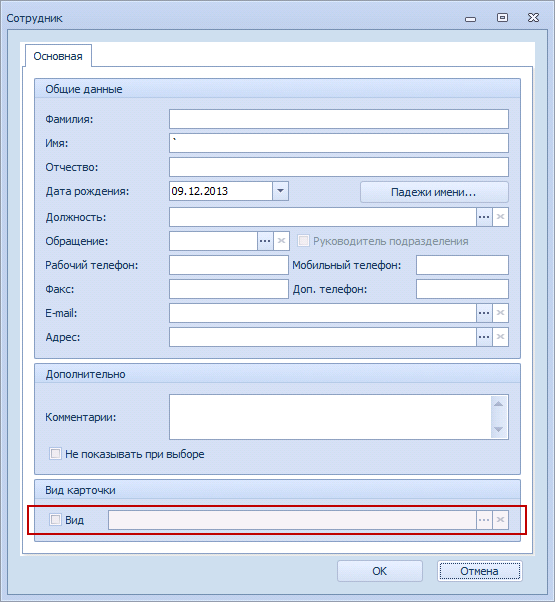 Сотрудник
Основная
Общие данные
Фамилия:
Имя: `
Отчество:
Дата рождения: 09.12.2013 Падежи имени...
Должность: ...
Обращение: ... Руководитель подразделения
Рабочий телефон: Мобильный телефон:
Факс: Доп. телефон:
E-mail: ...
Адрес: ...
Дополнительно
Комментарии:
Не показывать при выборе
Вид карточки
Вид ...
ОК Отмена